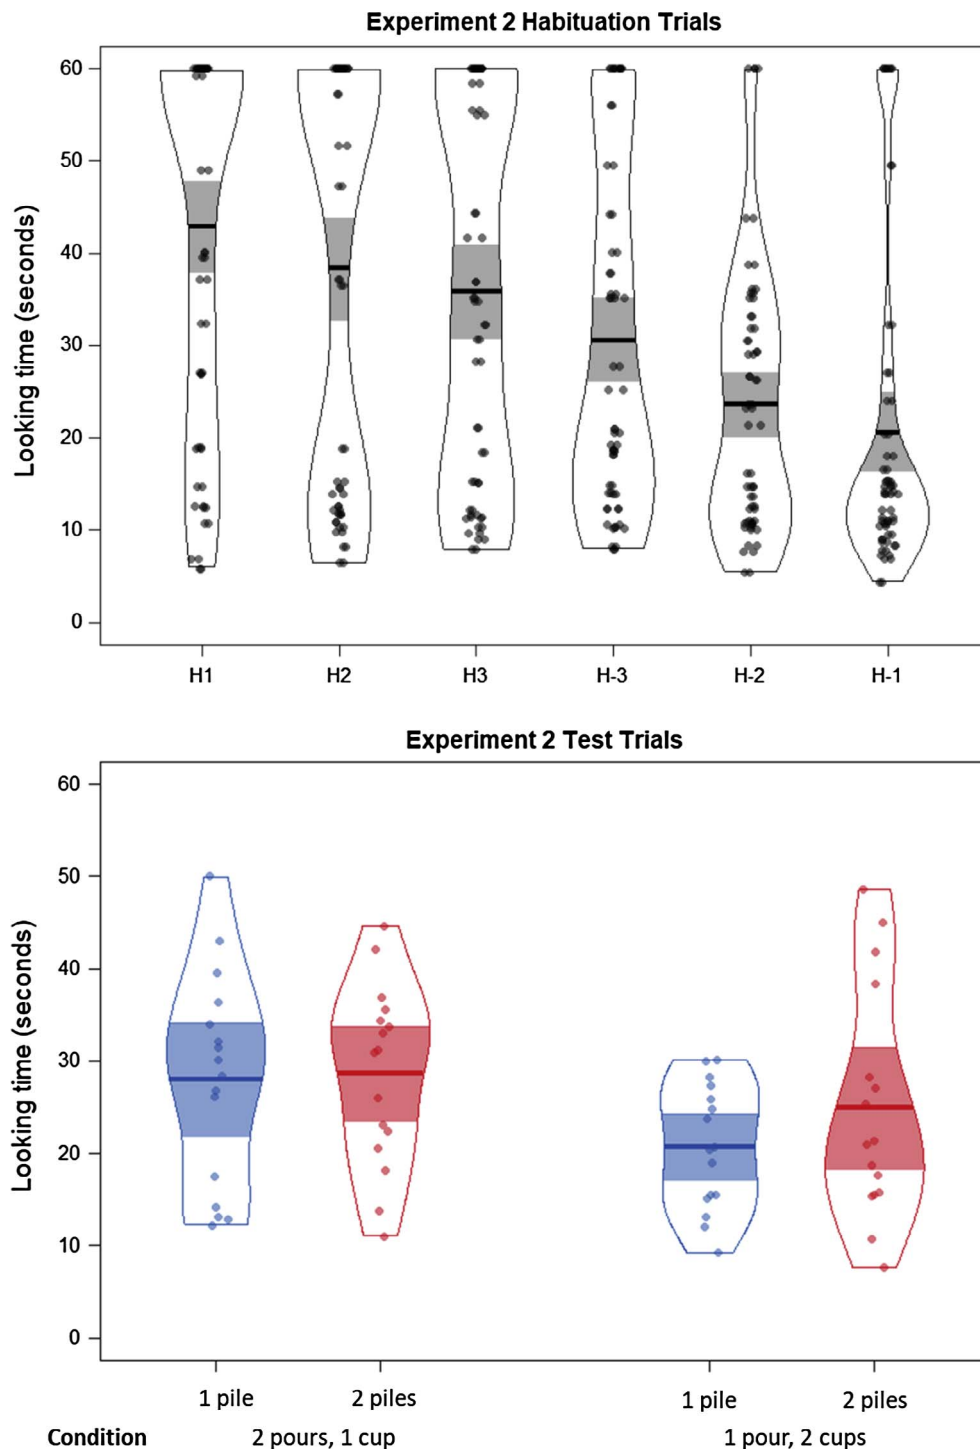 Experiment 2 Habituation Trials
Looking time (seconds)
60
50
40
30
20
10
0
H1 H2 H3 H-3 H-2 H-1
Experiment 2 Test Trials
Looking time (seconds)
60
50
40
30
20
10
0
1 pile 2 piles 1 pile 2 piles
Condition 2 pours, 1 cup 1 pour, 2 cups